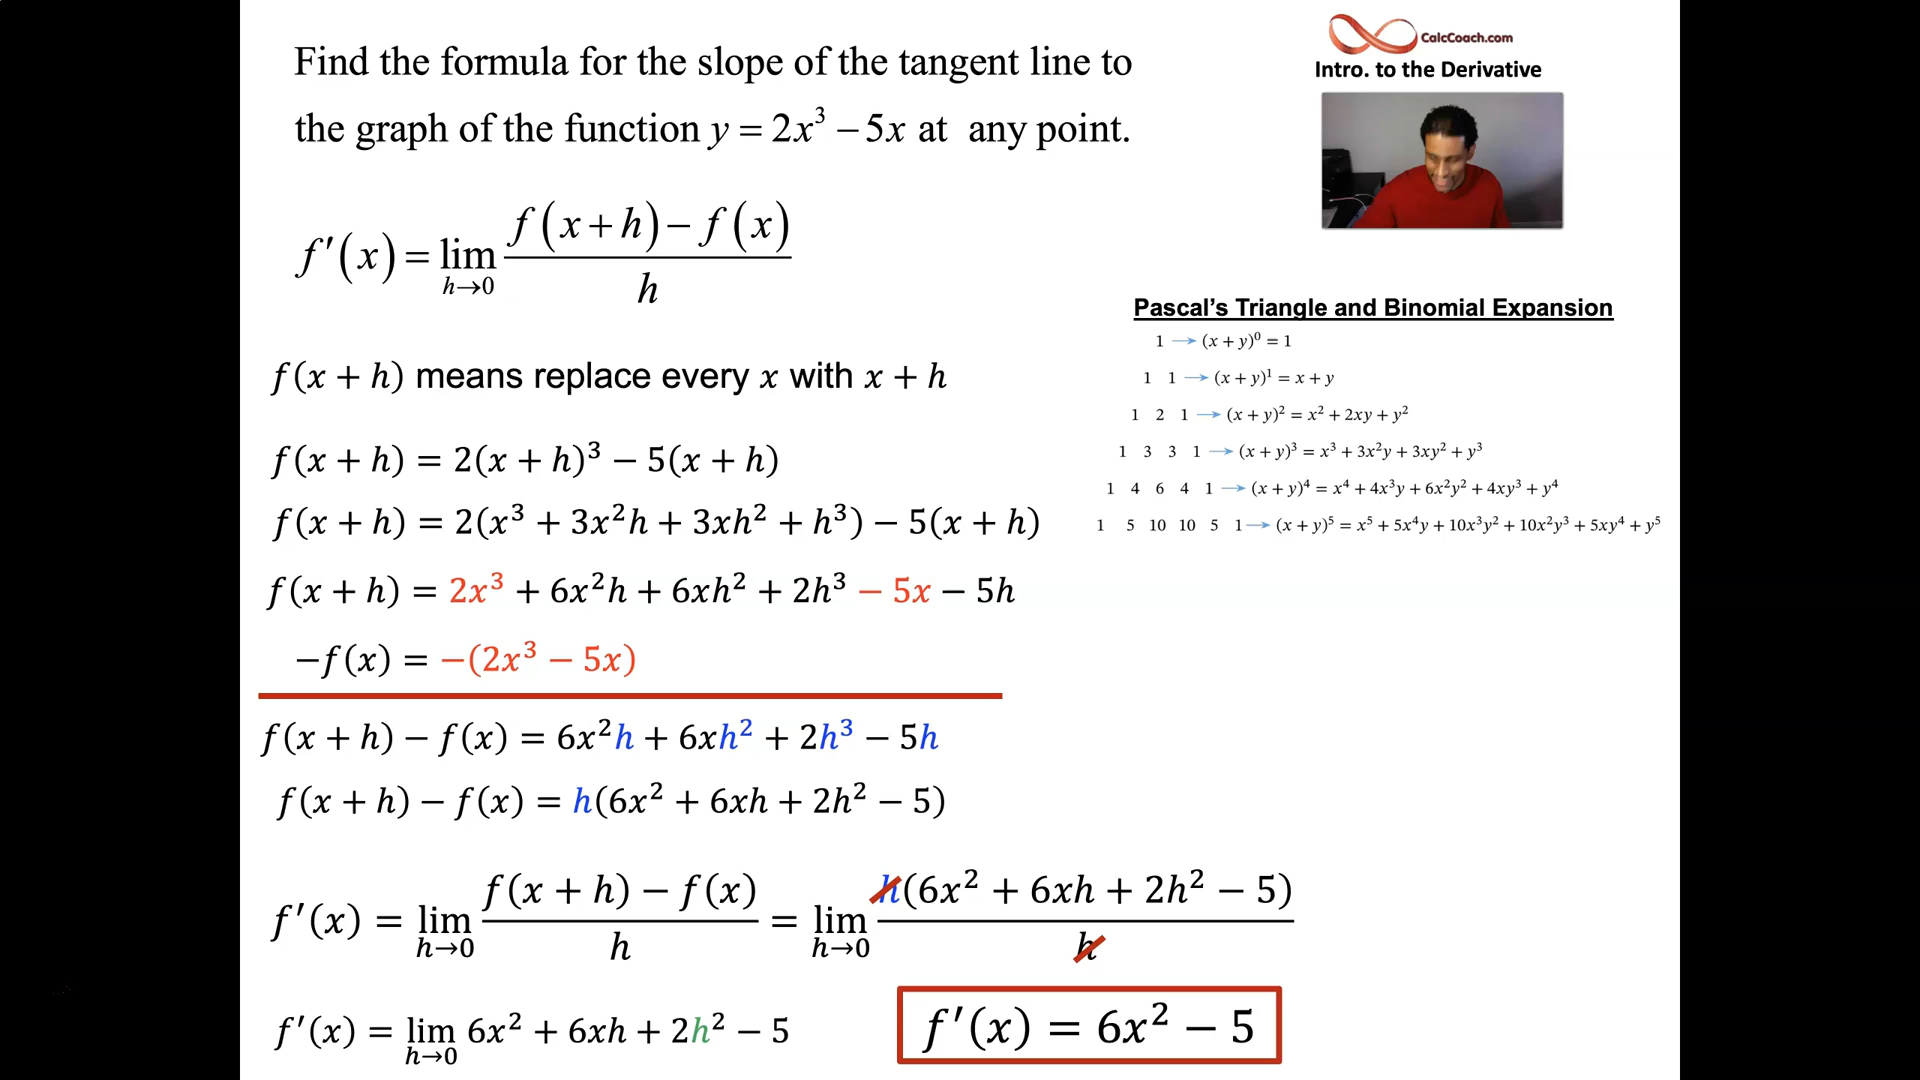 Find the formula for the slope of the tangent line to
the graph of the function y = 2x³ − 5x at any point.
CalcCoach.com
Intro. to the Derivative
f′(x) = lim h→0 (f(x+h) − f(x)) / h
Pascal's Triangle and Binomial Expansion
1 → (x + y)⁰ = 1
1 1 → (x + y)¹ = x + y
1 2 1 → (x + y)² = x² + 2xy + y²
1 3 3 1 → (x + y)³ = x³ + 3x²y + 3xy² + y³
1 4 6 4 1 → (x + y)⁴ = x⁴ + 4x³y + 6x²y² + 4xy³ + y⁴
1 5 10 10 5 1 → (x + y)⁵ = x⁵ + 5x⁴y + 10x³y² + 10x²y³ + 5xy⁴ + y⁵
f(x + h) means replace every x with x + h
f(x + h) = 2(x + h)³ − 5(x + h)
f(x + h) = 2(x³ + 3x²h + 3xh² + h³) − 5(x + h)
f(x + h) = 2x³ + 6x²h + 6xh² + 2h³ − 5x − 5h
−f(x) = −(2x³ − 5x)
f(x + h) − f(x) = 6x²h + 6xh² + 2h³ − 5h
f(x + h) − f(x) = h(6x² + 6xh + 2h² − 5)
f′(x) = lim h→0 (f(x + h) − f(x)) / h = lim h→0 h(6x² + 6xh + 2h² − 5) / h
f′(x) = lim h→0 6x² + 6xh + 2h² − 5
f′(x) = 6x² − 5